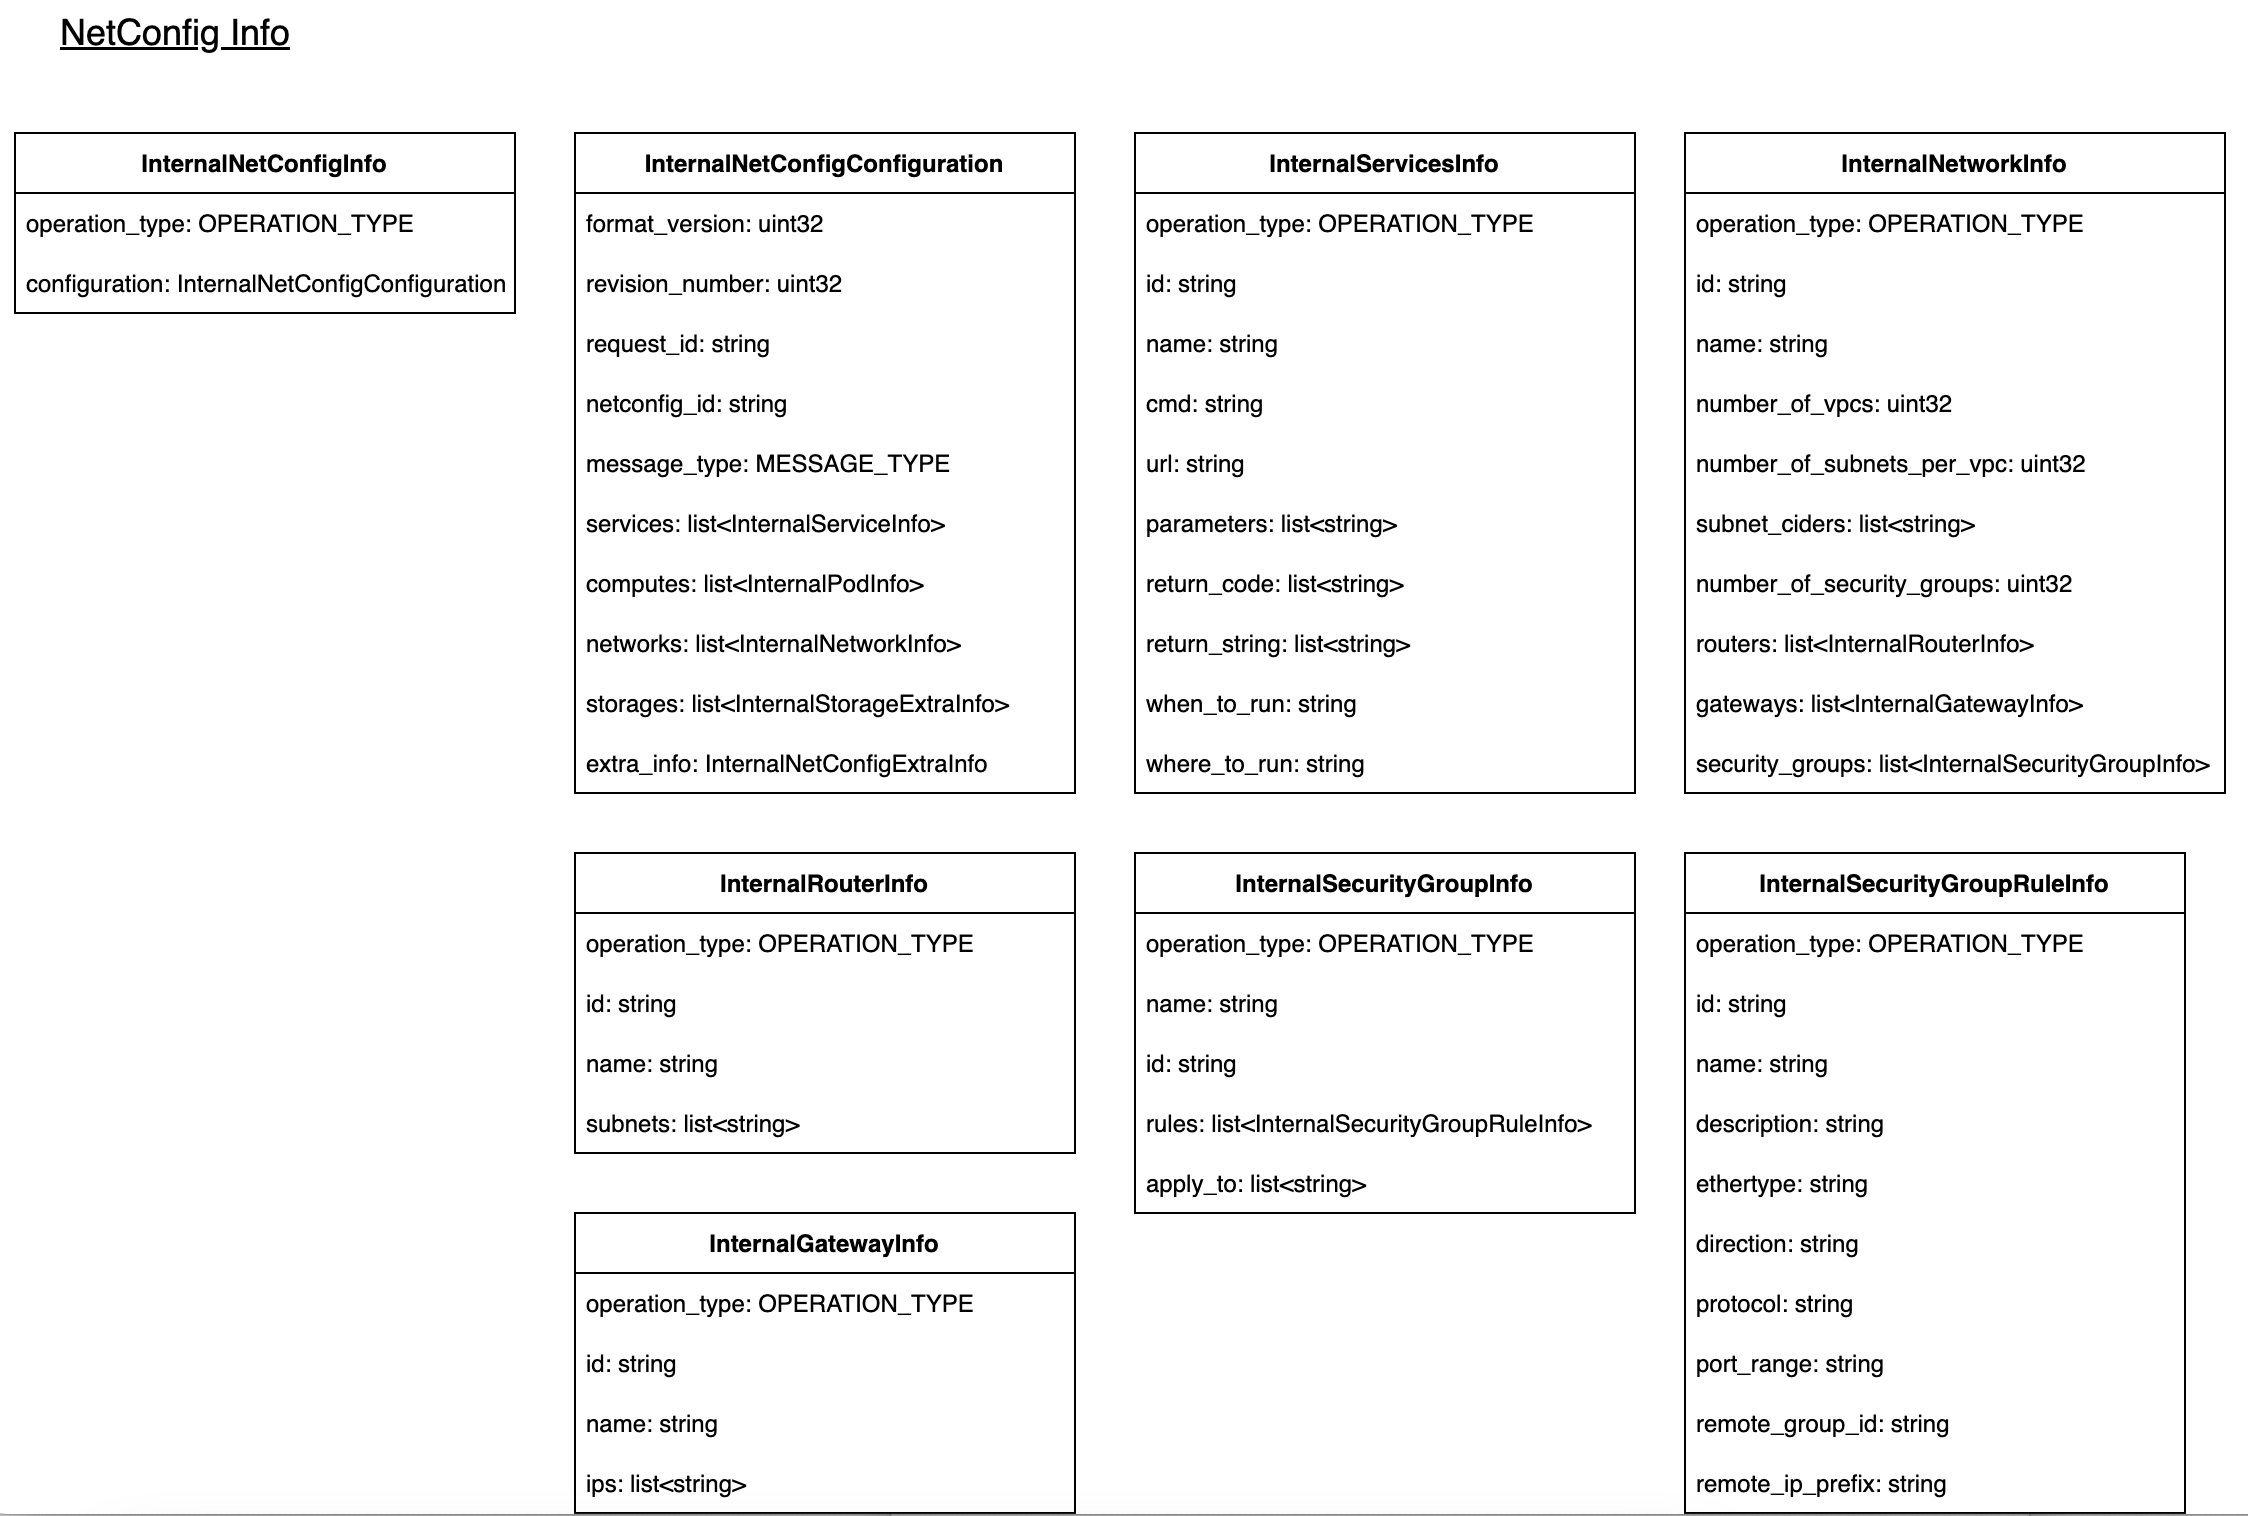 NetConfig Info
InternalNetConfigInfo
operation_type: OPERATION_TYPE
configuration: InternalNetConfigConfiguration
InternalNetConfigConfiguration
format_version: uint32
revision_number: uint32
request_id: string
netconfig_id: string
message_type: MESSAGE_TYPE
services: list<InternalServiceInfo>
computes: list<InternalPodInfo>
networks: list<InternalNetworkInfo>
storages: list<InternalStorageExtraInfo>
extra_info: InternalNetConfigExtraInfo
InternalServicesInfo
operation_type: OPERATION_TYPE
id: string
name: string
cmd: string
url: string
parameters: list<string>
return_code: list<string>
return_string: list<string>
when_to_run: string
where_to_run: string
InternalNetworkInfo
operation_type: OPERATION_TYPE
id: string
name: string
number_of_vpcs: uint32
number_of_subnets_per_vpc: uint32
subnet_ciders: list<string>
number_of_security_groups: uint32
routers: list<InternalRouterInfo>
gateways: list<InternalGatewayInfo>
security_groups: list<InternalSecurityGroupInfo>
InternalRouterInfo
operation_type: OPERATION_TYPE
id: string
name: string
subnets: list<string>
InternalGatewayInfo
operation_type: OPERATION_TYPE
id: string
name: string
ips: list<string>
InternalSecurityGroupInfo
operation_type: OPERATION_TYPE
name: string
id: string
rules: list<InternalSecurityGroupRuleInfo>
apply_to: list<string>
InternalSecurityGroupRuleInfo
operation_type: OPERATION_TYPE
id: string
name: string
description: string
ethertype: string
direction: string
protocol: string
port_range: string
remote_group_id: string
remote_ip_prefix: string